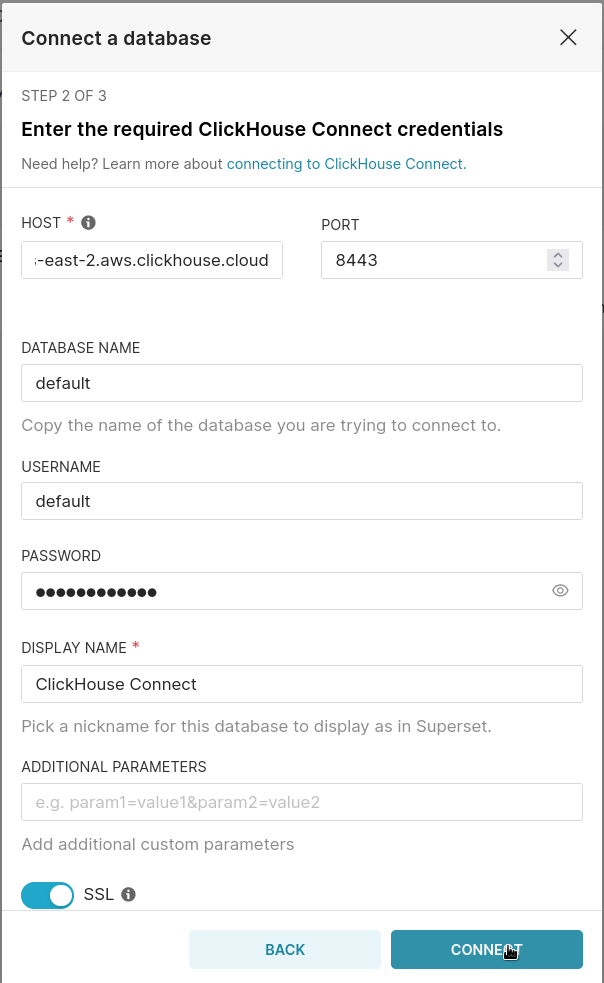 Connect a database
STEP 2 OF 3
Enter the required ClickHouse Connect credentials
Need help? Learn more about connecting to ClickHouse Connect.
HOST *
PORT
-east-2.aws.clickhouse.cloud
8443
DATABASE NAME
default
Copy the name of the database you are trying to connect to.
USERNAME
default
PASSWORD
●●●●●●●●●●●●
DISPLAY NAME *
ClickHouse Connect
Pick a nickname for this database to display as in Superset.
ADDITIONAL PARAMETERS
e.g. param1=value1&param2=value2
Add additional custom parameters
SSL
BACK
CONNECT